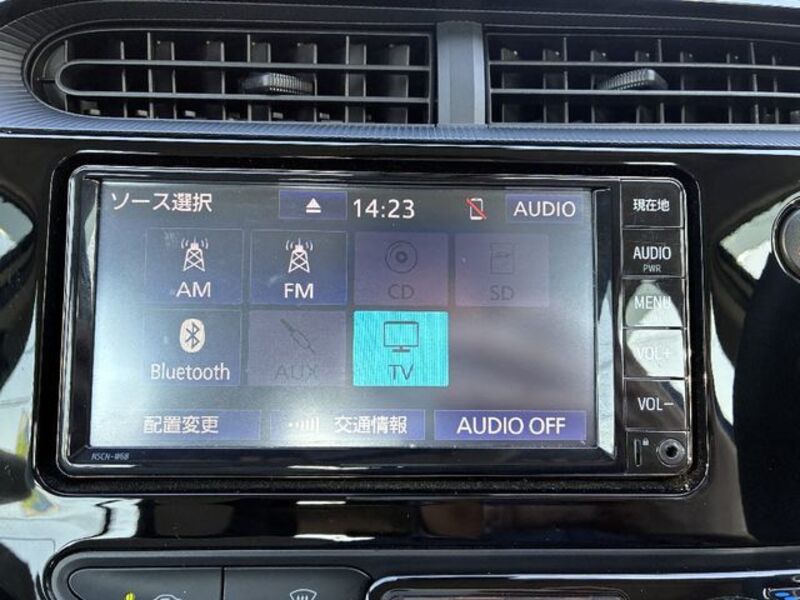 ソース選択 14:23 AUDIO
AM FM CD SD
Bluetooth AUX TV
配置変更 交通情報 AUDIO OFF
NSCN-W68
現在地
AUDIO
PWR
MENU
VOL+
VOL-